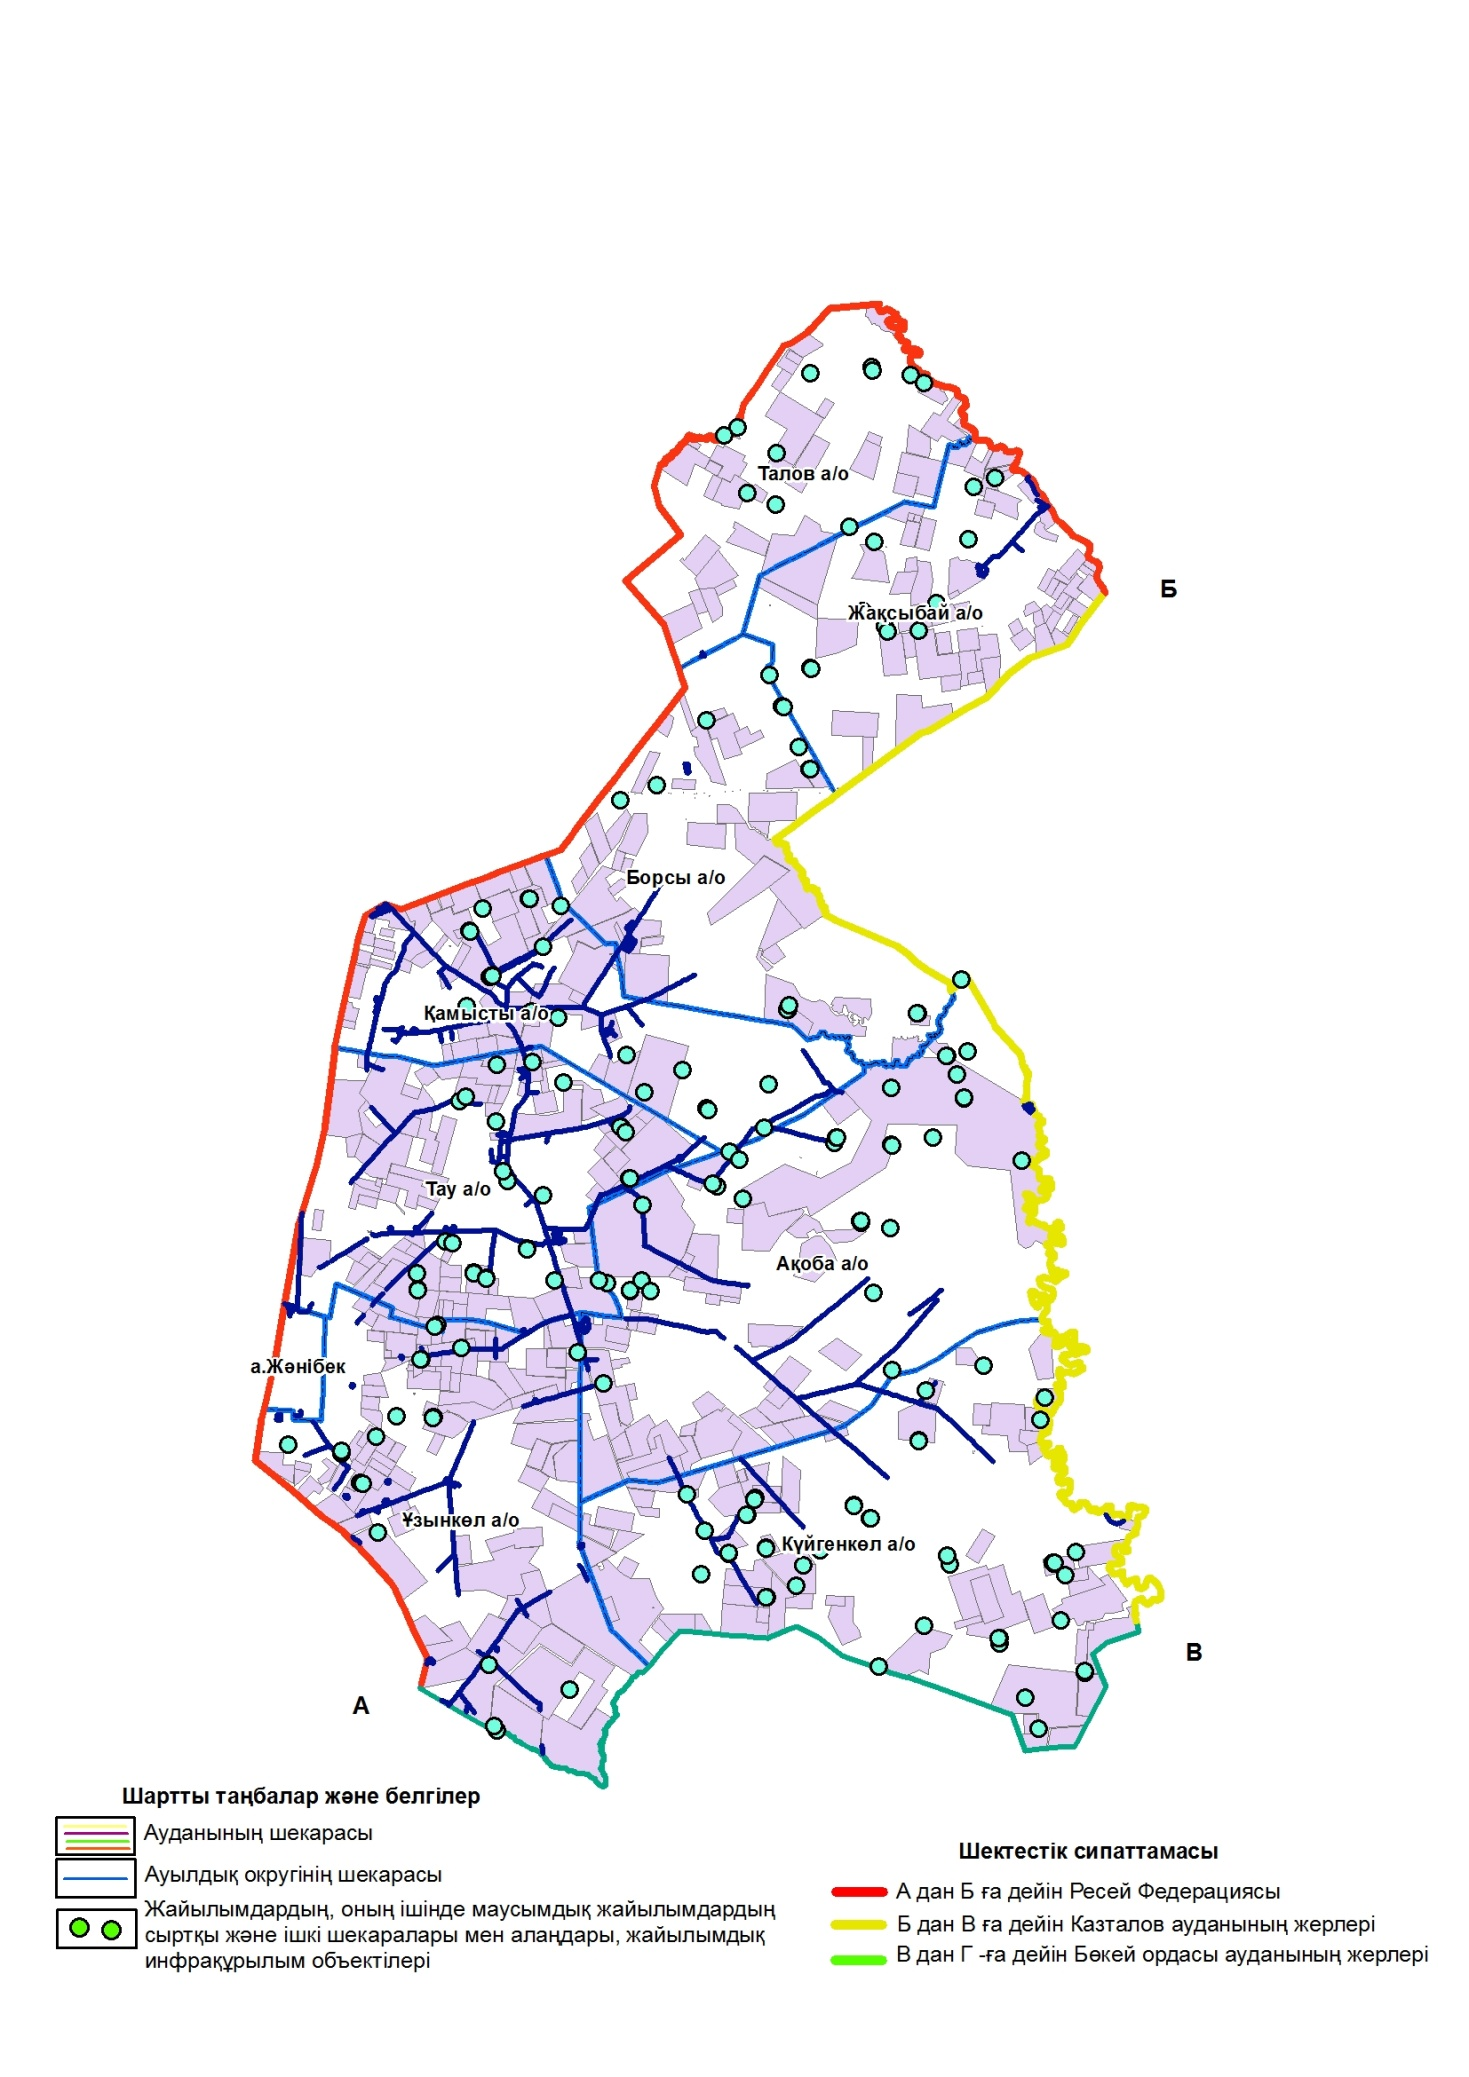 Б
Талов а/о
Жақсыбай а/о
Борсы а/о
Қамысты а/о
Тау а/о
Ақоба а/о
а.Жәнібек
Ұзынкөл а/о
Күйгенкөл а/о
В
А
Шартты таңбалар және белгілер
Ауданының шекарасы
Ауылдық округінің шекарасы
Жайылымдардың, оның ішінде маусымдық жайылымдардың
сыртқы және ішкі шекаралары мен алаңдары, жайылымдық
инфрақұрылым объектілері
Шектестік сипаттамасы
А дан Б ға дейін Ресей Федерациясы
Б дан В ға дейін Казталов ауданының жерлері
В дан Г -ға дейін Бөкей ордасы ауданының жерлері